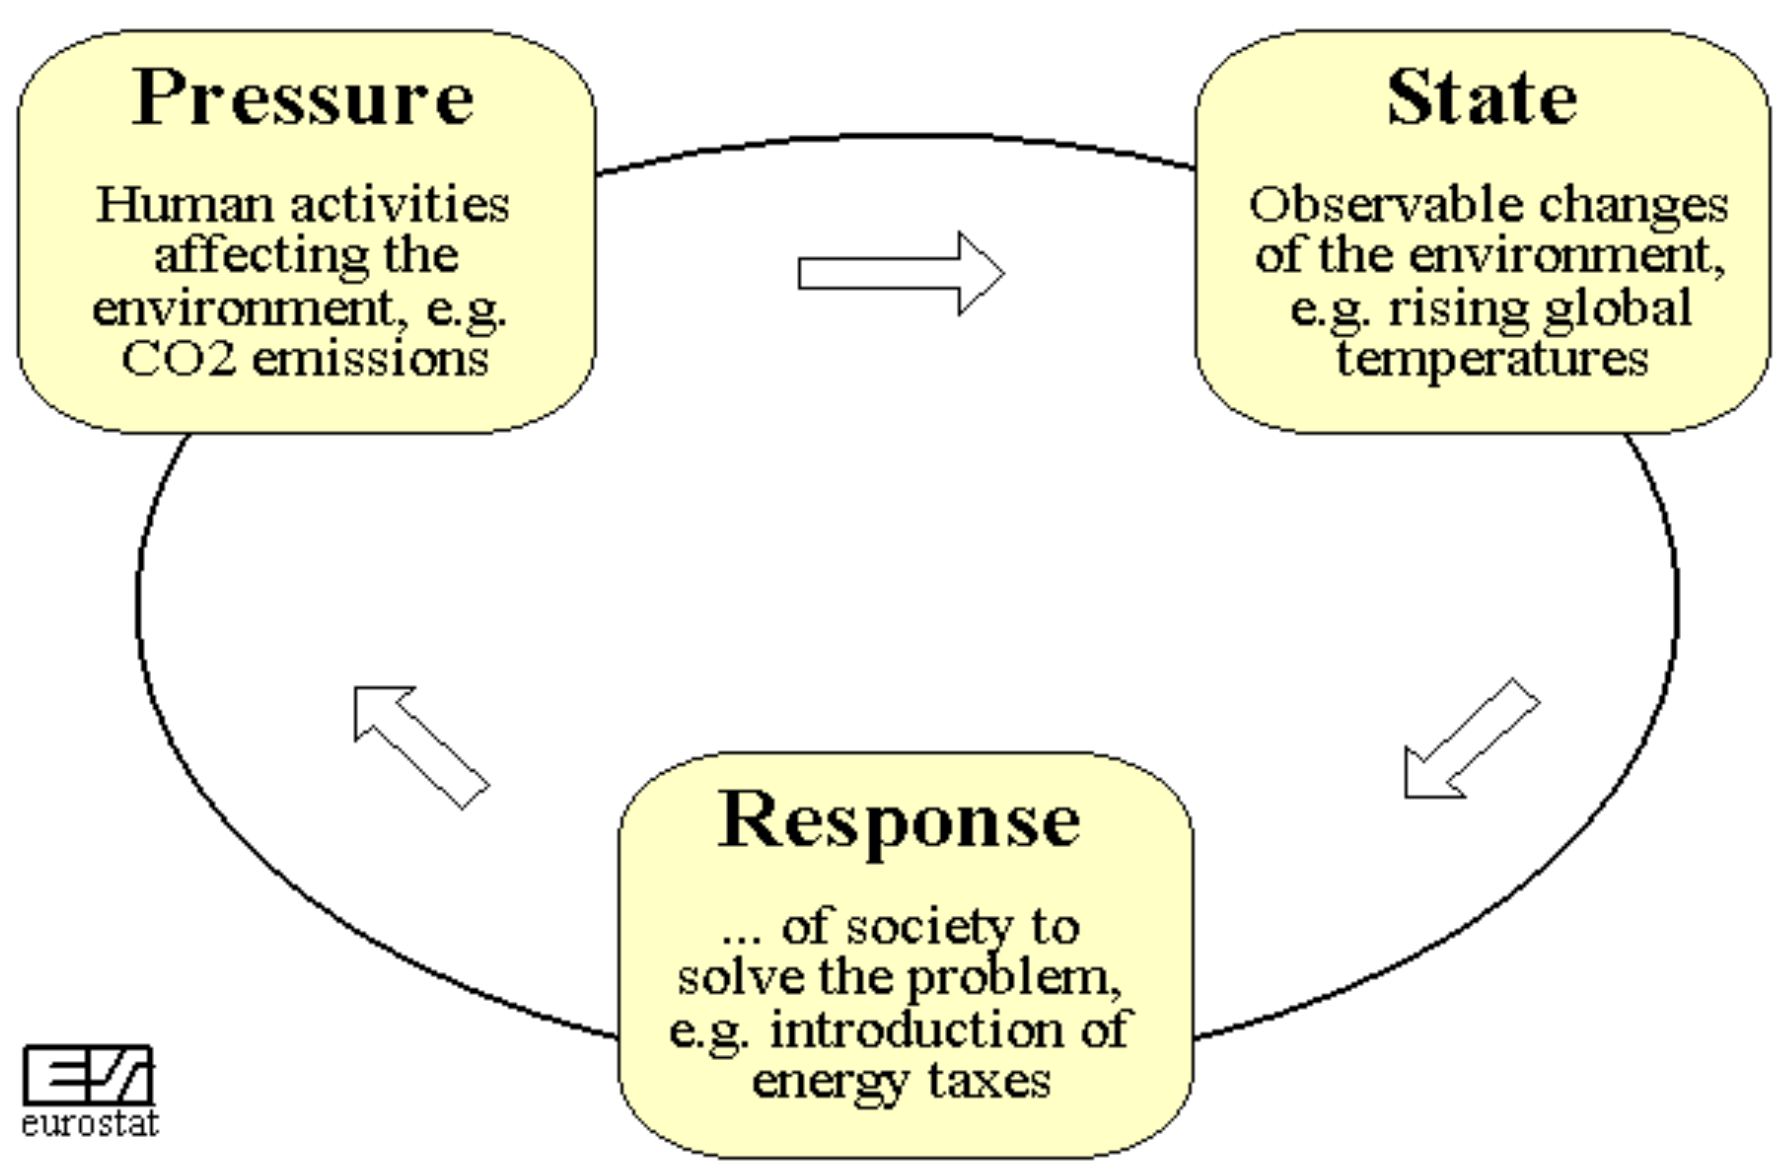 Pressure
Human activities
affecting the
environment, e.g.
CO2 emissions
State
Observable changes
of the environment,
e.g. rising global
temperatures
Response
... of society to
solve the problem,
e.g. introduction of
energy taxes
eurostat